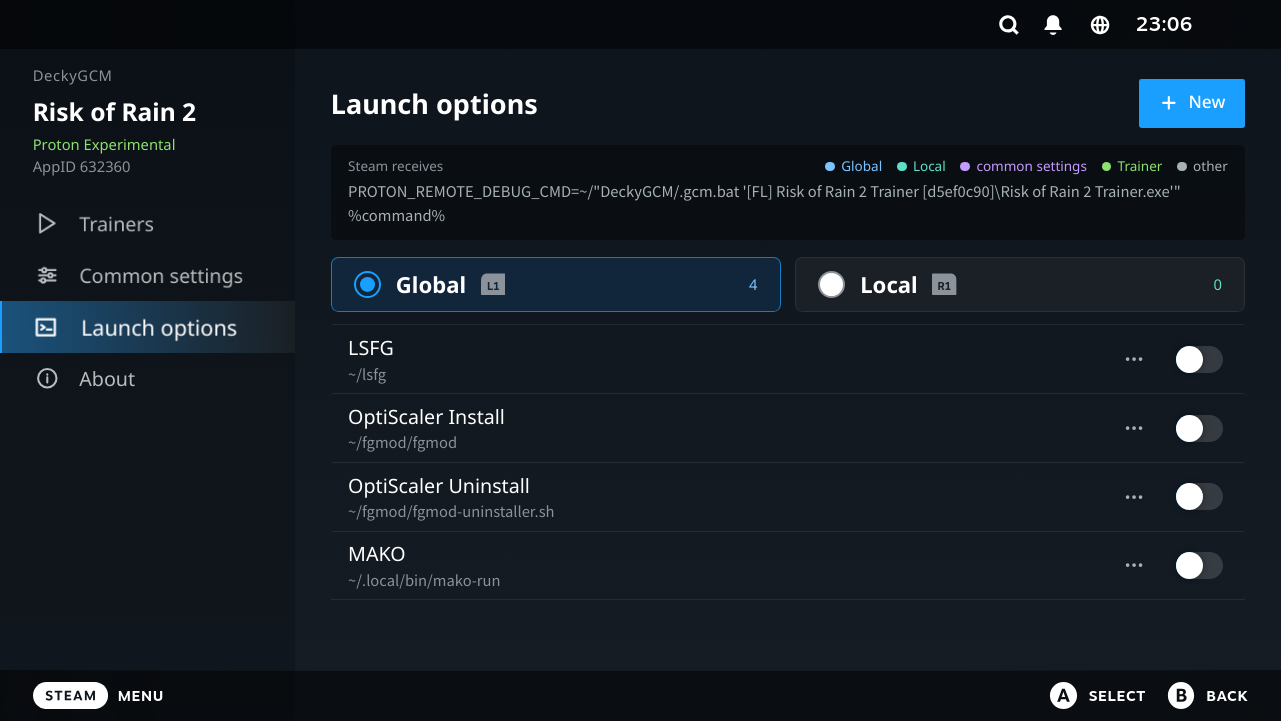 23:06
DeckyGCM
Risk of Rain 2
Proton Experimental
AppID 632360
Trainers
Common settings
Launch options
About
Launch options
+ New
Steam receives
Global Local common settings Trainer other
PROTON_REMOTE_DEBUG_CMD=~/"DeckyGCM/.gcm.bat '[FL] Risk of Rain 2 Trainer [d5ef0c90]\Risk of Rain 2 Trainer.exe'"
%command%
Global L1 4
Local R1 0
LSFG
~/lsfg
OptiScaler Install
~/fgmod/fgmod
OptiScaler Uninstall
~/fgmod/fgmod-uninstaller.sh
MAKO
~/.local/bin/mako-run
STEAM MENU
A SELECT B BACK